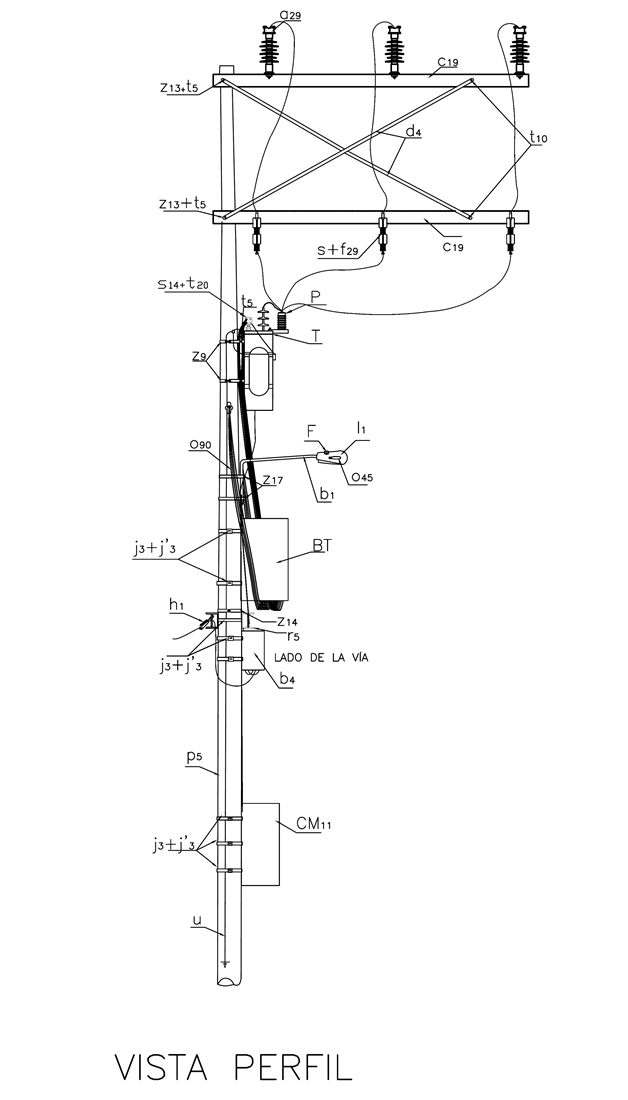 a29
c19
z13+t5
d4
t10
z13+t5
s+f29
c19
s14+t20
t5
P
T
z9
F
l1
o90
z17
o45
b1
j3+j'3
BT
h1
z14
r5
j3+j'3
LADO DE LA VÍA
b4
p5
CM11
j3+j'3
u
VISTA PERFIL